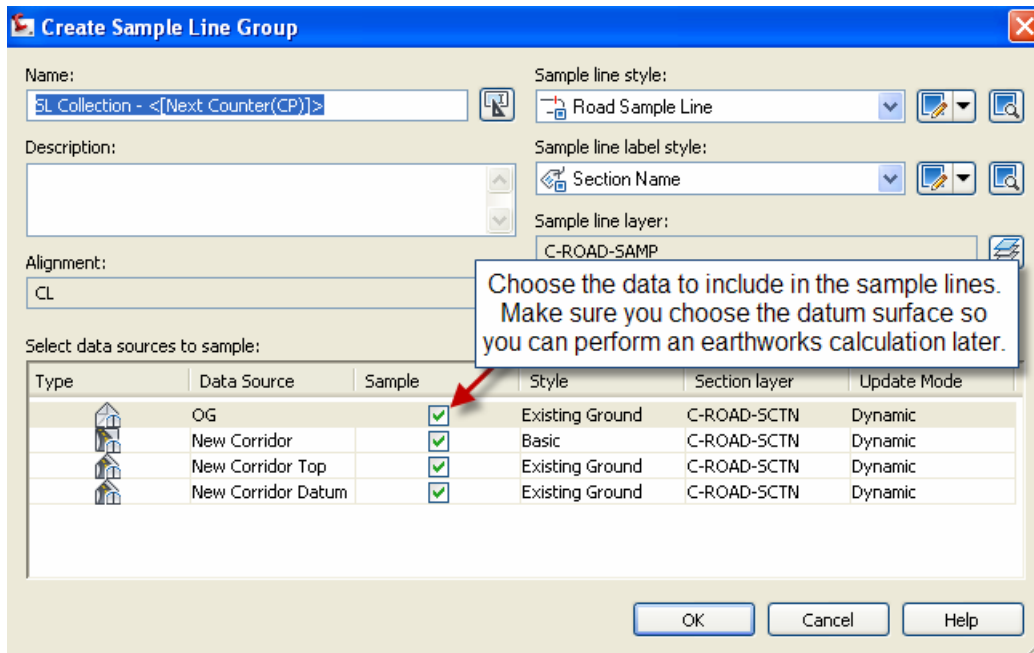 Create Sample Line Group
Name:
SL Collection - <[Next Counter(CP)]>
Description:
Alignment:
CL
Sample line style:
Road Sample Line
Sample line label style:
Section Name
Sample line layer:
C-ROAD-SAMP
Choose the data to include in the sample lines.
Make sure you choose the datum surface so
you can perform an earthworks calculation later.
Select data sources to sample:
Type Data Source Sample Style Section layer Update Mode
OG Existing Ground C-ROAD-SCTN Dynamic
New Corridor Basic C-ROAD-SCTN Dynamic
New Corridor Top Existing Ground C-ROAD-SCTN Dynamic
New Corridor Datum Existing Ground C-ROAD-SCTN Dynamic
OK Cancel Help